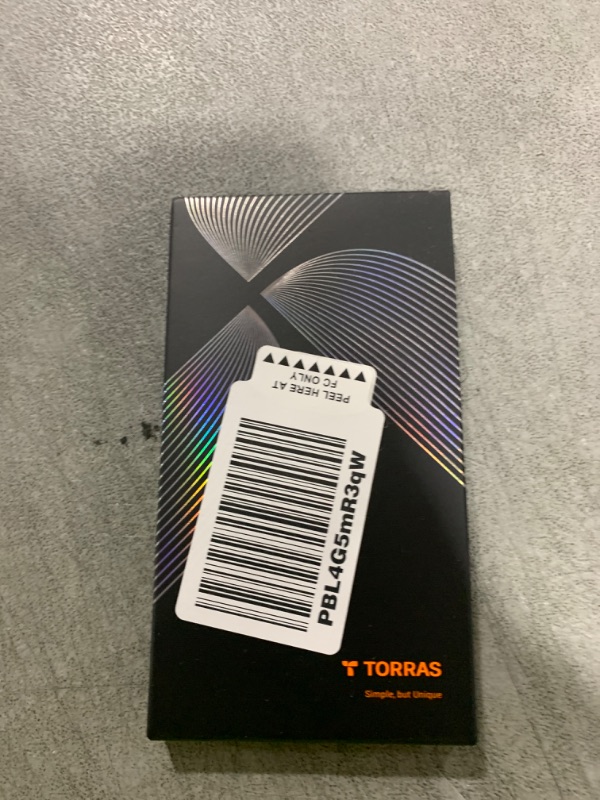 PEEL HERE AT
FC ONLY
PBL4G5mR3qW
TORRAS
Simple, but Unique